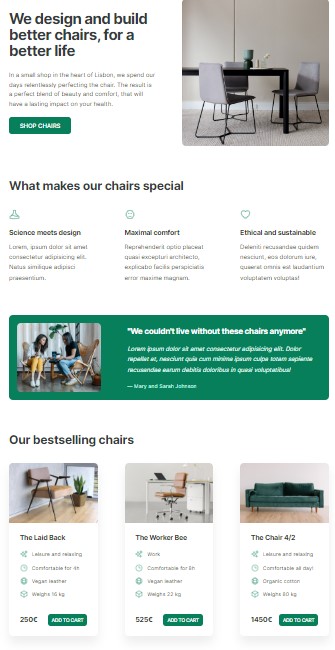 We design and build
better chairs, for a
better life
In a small shop in the heart of Lisbon, we spend our
days relentlessly perfecting the chair. The result is
a perfect blend of beauty and comfort, that will
have a lasting impact on your health.
SHOP CHAIRS
What makes our chairs special
Science meets design
Lorem, ipsum dolor sit amet
consectetur adipisicing elit.
Natus similique adipisci
praesentium.
Maximal comfort
Reprehenderit optio placeat
quasi excepturi architecto,
explicabo facilis perspiciatis
error maxime magnam.
Ethical and sustainable
Deleniti recusandae quidem
nesciunt, eos dolorum iure,
quaerat omnis est laudantium
voluptatem voluptas!
"We couldn't live without these chairs anymore"
Lorem ipsum dolor sit amet consectetur adipisicing elit. Dolor
repellat et, nesciunt quia cum minima ipsum culpa totam sapiente
recusandae earum debitis doloribus in quasi voluptatibus!
— Mary and Sarah Johnson
Our bestselling chairs
The Laid Back
Leisure and relaxing
Comfortable for 4h
Vegan leather
Weighs 16 kg
250€ ADD TO CART
The Worker Bee
Work
Comfortable for 8h
Vegan leather
Weighs 22 kg
525€ ADD TO CART
The Chair 4/2
Leisure and relaxing
Comfortable all day!
Organic cotton
Weighs 80 kg
1450€ ADD TO CART